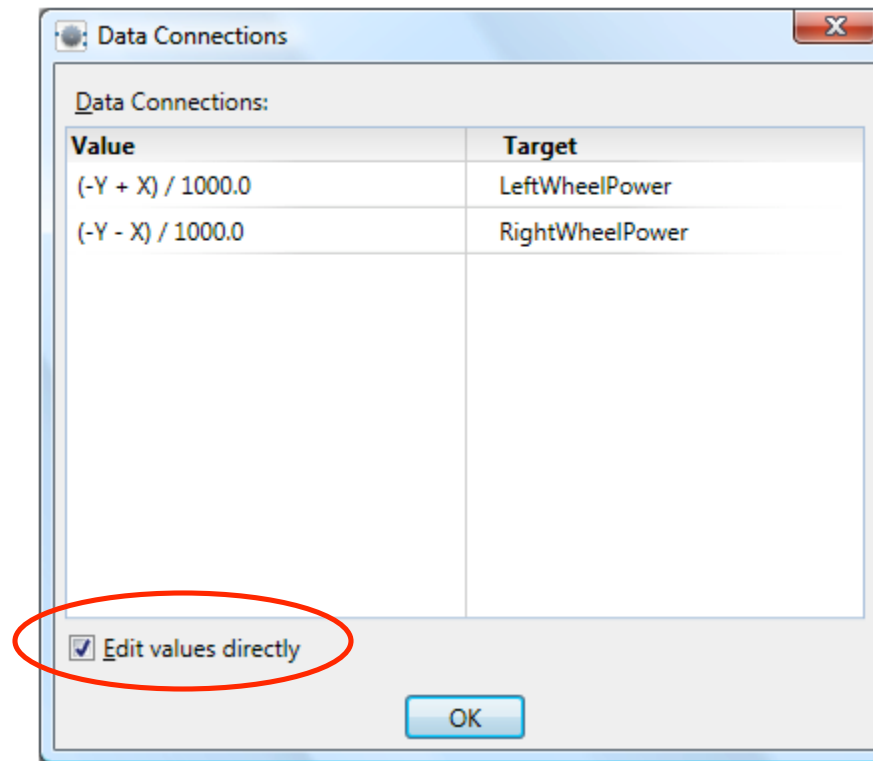 Data Connections
Data Connections:
Value Target
(-Y + X) / 1000.0 LeftWheelPower
(-Y - X) / 1000.0 RightWheelPower
Edit values directly
OK